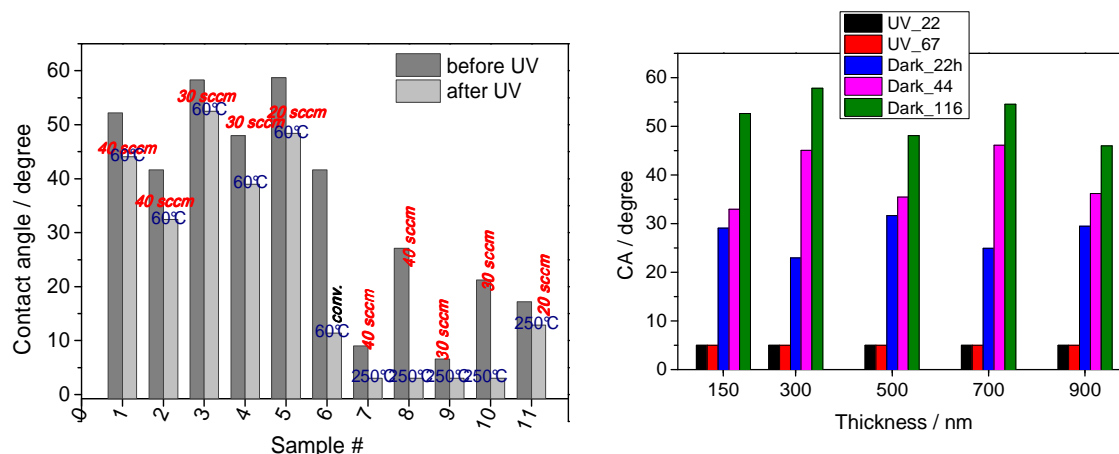 before UV
after UV
Contact angle / degree
60
50
40
30
20
10
0
40 sccm
60°C
40 sccm
60°C
30 sccm
60°C
30 sccm
60°C
20 sccm
60°C
conv.
60°C
40 sccm
250°C
40 sccm
250°C
30 sccm
250°C
30 sccm
250°C
20 sccm
250°C
0 1 2 3 4 5 6 7 8 9 10 11
Sample #
UV_22
UV_67
Dark_22h
Dark_44
Dark_116
CA / degree
60
50
40
30
20
10
0
150 300 500 700 900
Thickness / nm